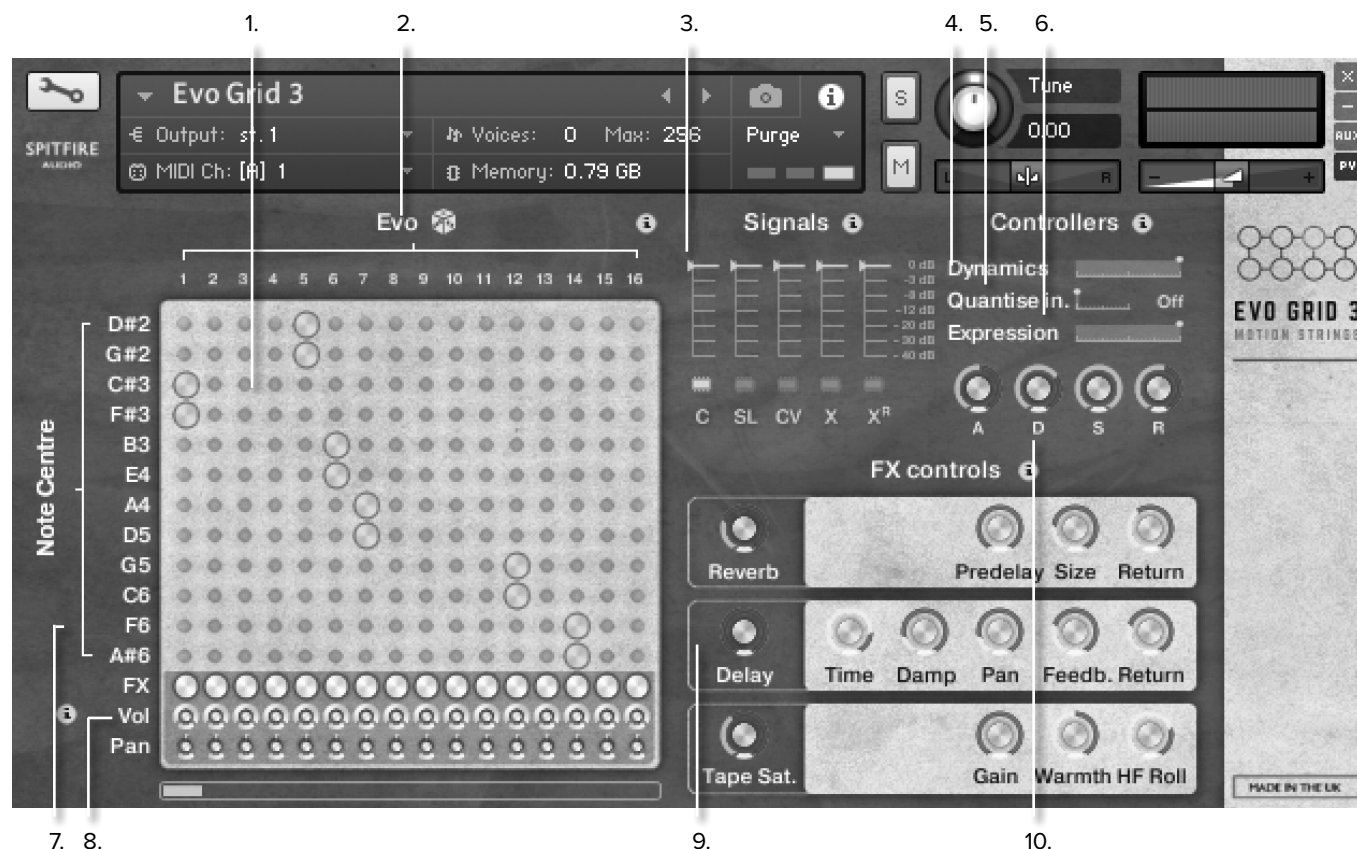 1. 2. 3. 4. 5. 6.
Evo Grid 3
S
Tune
X
-
Output: st. 1
Voices: 0 Max: 256
Purge
0.00
AUX
SPITFIRE
AUDIO
MIDI Ch: [A] 1
Memory: 0.79 GB
M
L R
- +
PV
Evo
Signals
Controllers
1 2 3 4 5 6 7 8 9 10 11 12 13 14 15 16
0 dB
-3 dB
-3 dB
-12 dB
-20 dB
-30 dB
-40 dB
Dynamics
Quantise in. Off
Expression
EVO GRID 3
MOTION STRINGS
Note Centre
D#2
G#2
C#3
F#3
B3
E4
A4
D5
G5
C6
F6
A#6
FX
Vol
Pan
C SL CV X XR
A D S R
FX controls
Reverb Predelay Size Return
Delay Time Damp Pan Feedb. Return
Tape Sat. Gain Warmth HF Roll
MADE IN THE UK
7. 8. 9. 10.